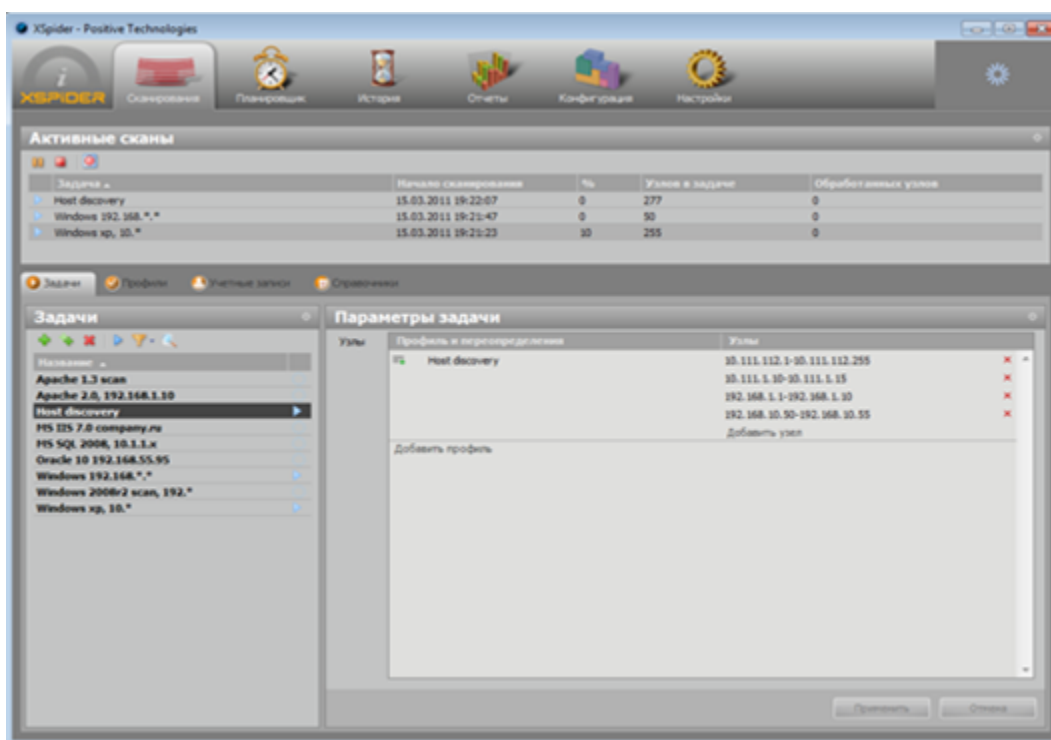 XSpider - Positive Technologies
XSPIDER
Сканирования Планировщик История Отчеты Конфигурация Настройки
Активные сканы
Задача Начало сканирования % Узлов в задаче Обработанных узлов
Host discovery 15.03.2011 19:22:07 0 277 0
Windows 192.168.*.* 15.03.2011 19:21:47 0 50 0
Windows xp, 10.* 15.03.2011 19:21:23 10 255 0
Задачи Профили Учетные записи Справочники
Задачи
Название
Apache 1.3 scan
Apache 2.0, 192.168.1.10
Host discovery
MS IIS 7.0 company.ru
MS SQL 2008, 10.1.1.x
Oracle 10 192.168.55.95
Windows 192.168.*.*
Windows 2008r2 scan, 192.*
Windows xp, 10.*
Параметры задачи
Узлы
Профиль и переопределения Узлы
Host discovery 10.111.112.1-10.111.112.255
10.111.1.10-10.111.1.15
192.168.1.1-192.168.1.10
192.168.10.50-192.168.10.55
Добавить узел
Добавить профиль
Применить Отмена